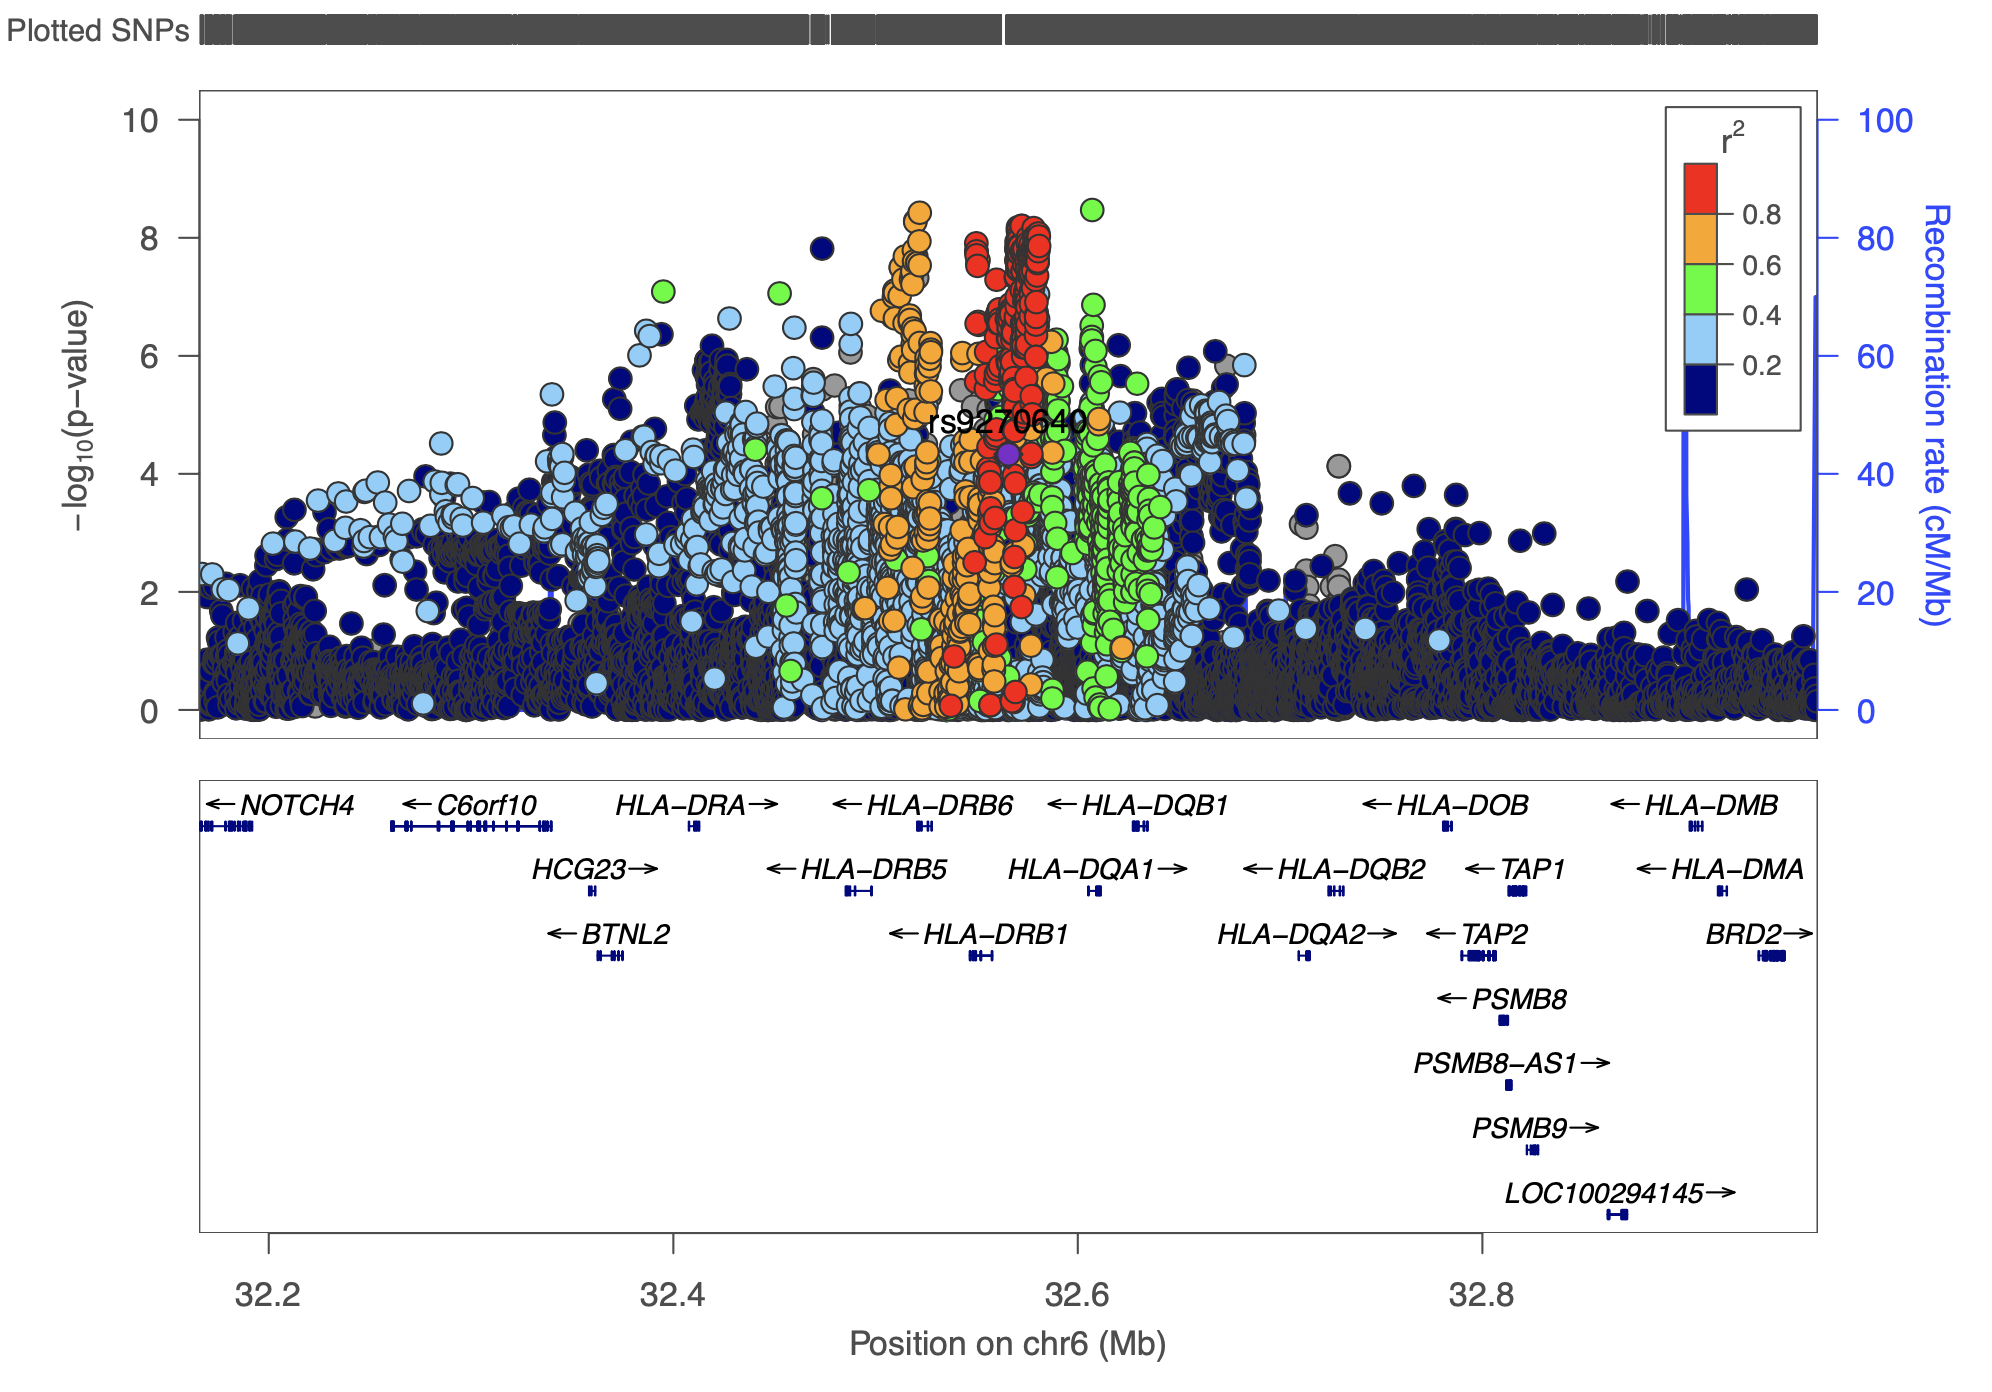 Plotted SNPs
10
8
6
4
2
0
−log10(p−value)
100
80
60
40
20
0
Recombination rate (cM/Mb)
r2
0.8
0.6
0.4
0.2
rs9270640
NOTCH4 C6orf10 HLA−DRA HLA−DRB6 HLA−DQB1 HLA−DOB HLA−DMB
HCG23 HLA−DRB5 HLA−DQA1 HLA−DQB2 TAP1 HLA−DMA
BTNL2 HLA−DRB1 HLA−DQA2 TAP2 BRD2
PSMB8
PSMB8−AS1
PSMB9
LOC100294145
32.2 32.4 32.6 32.8
Position on chr6 (Mb)